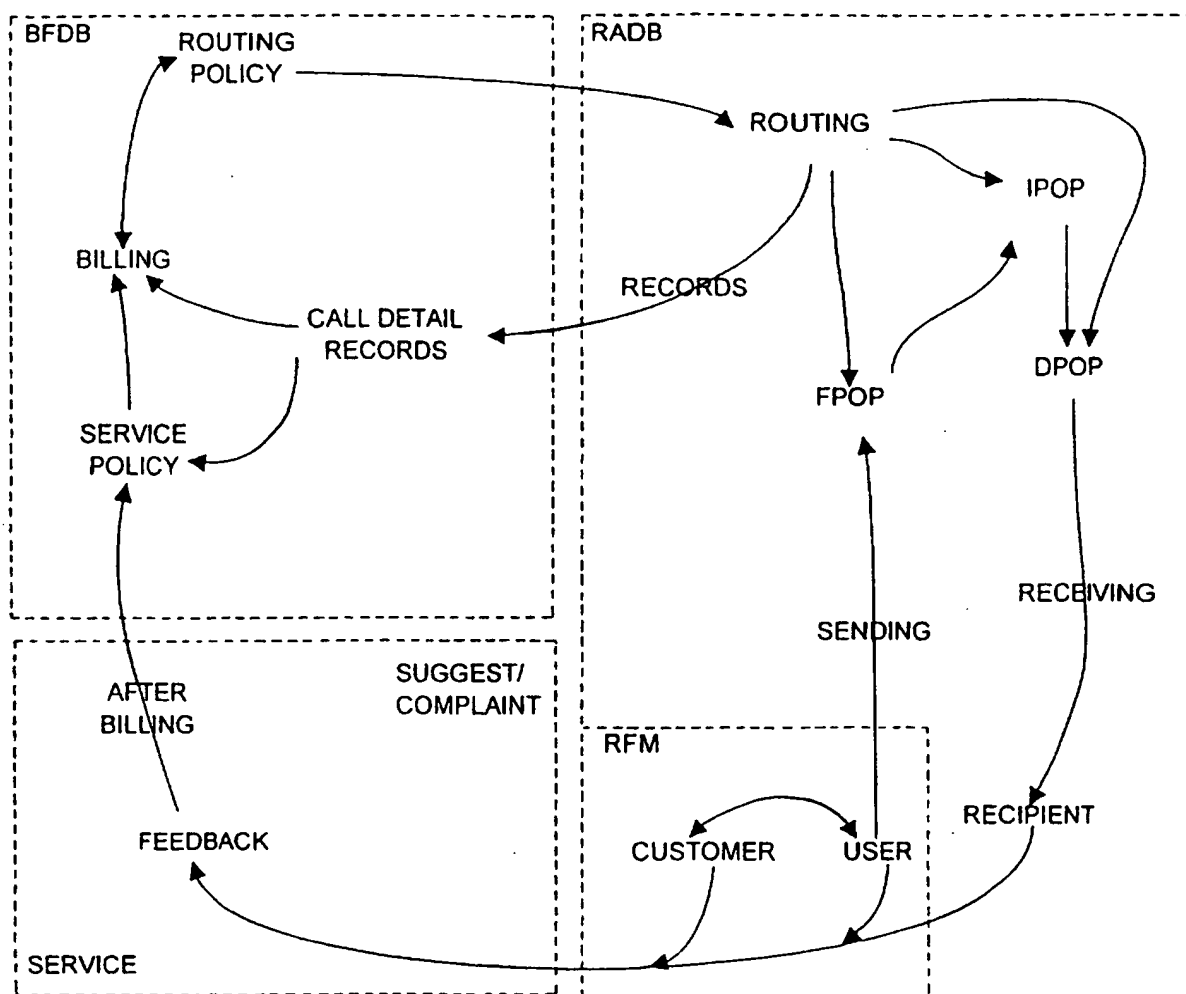 BFDB
ROUTING
POLICY
RADB
ROUTING
IPOP
BILLING
RECORDS
CALL DETAIL
RECORDS
DPOP
FPOP
SERVICE
POLICY
RECEIVING
SENDING
SUGGEST/
COMPLAINT
AFTER
BILLING
RFM
RECIPIENT
FEEDBACK
CUSTOMER
USER
SERVICE